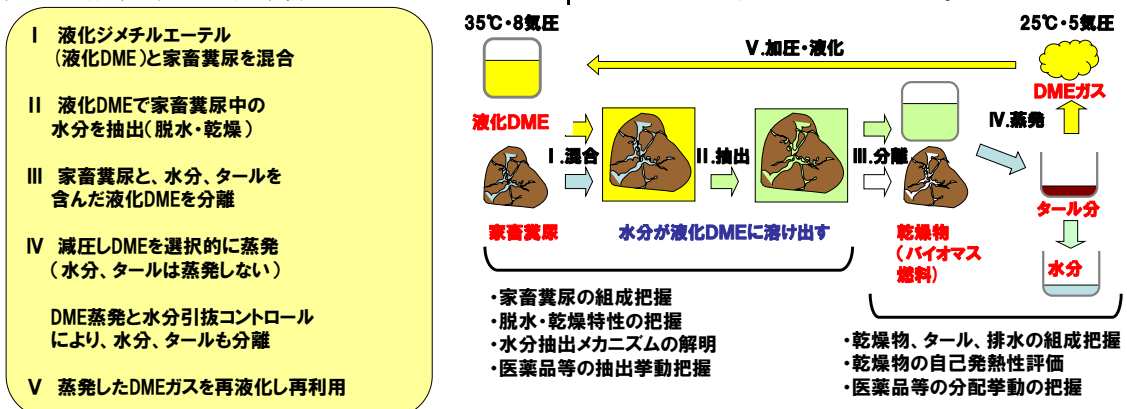 Ⅰ 液化ジメチルエーテル
(液化DME)と家畜糞尿を混合
Ⅱ 液化DMEで家畜糞尿中の
水分を抽出(脱水・乾燥)
Ⅲ 家畜糞尿と、水分、タールを
含んだ液化DMEを分離
Ⅳ 減圧しDMEを選択的に蒸発
(水分、タールは蒸発しない)
DME蒸発と水分引抜コントロール
により、水分、タールも分離
Ⅴ 蒸発したDMEガスを再液化し再利用
35℃・8気圧
25℃・5気圧
Ⅴ.加圧・液化
DMEガス
液化DME
Ⅳ.蒸発
Ⅰ.混合
Ⅱ.抽出
Ⅲ.分離
タール分
家畜糞尿
水分が液化DMEに溶け出す
乾燥物
(バイオマス
燃料)
水分
・家畜糞尿の組成把握
・脱水・乾燥特性の把握
・水分抽出メカニズムの解明
・医薬品等の抽出挙動把握
・乾燥物、タール、排水の組成把握
・乾燥物の自己発熱性評価
・医薬品等の分配挙動の把握